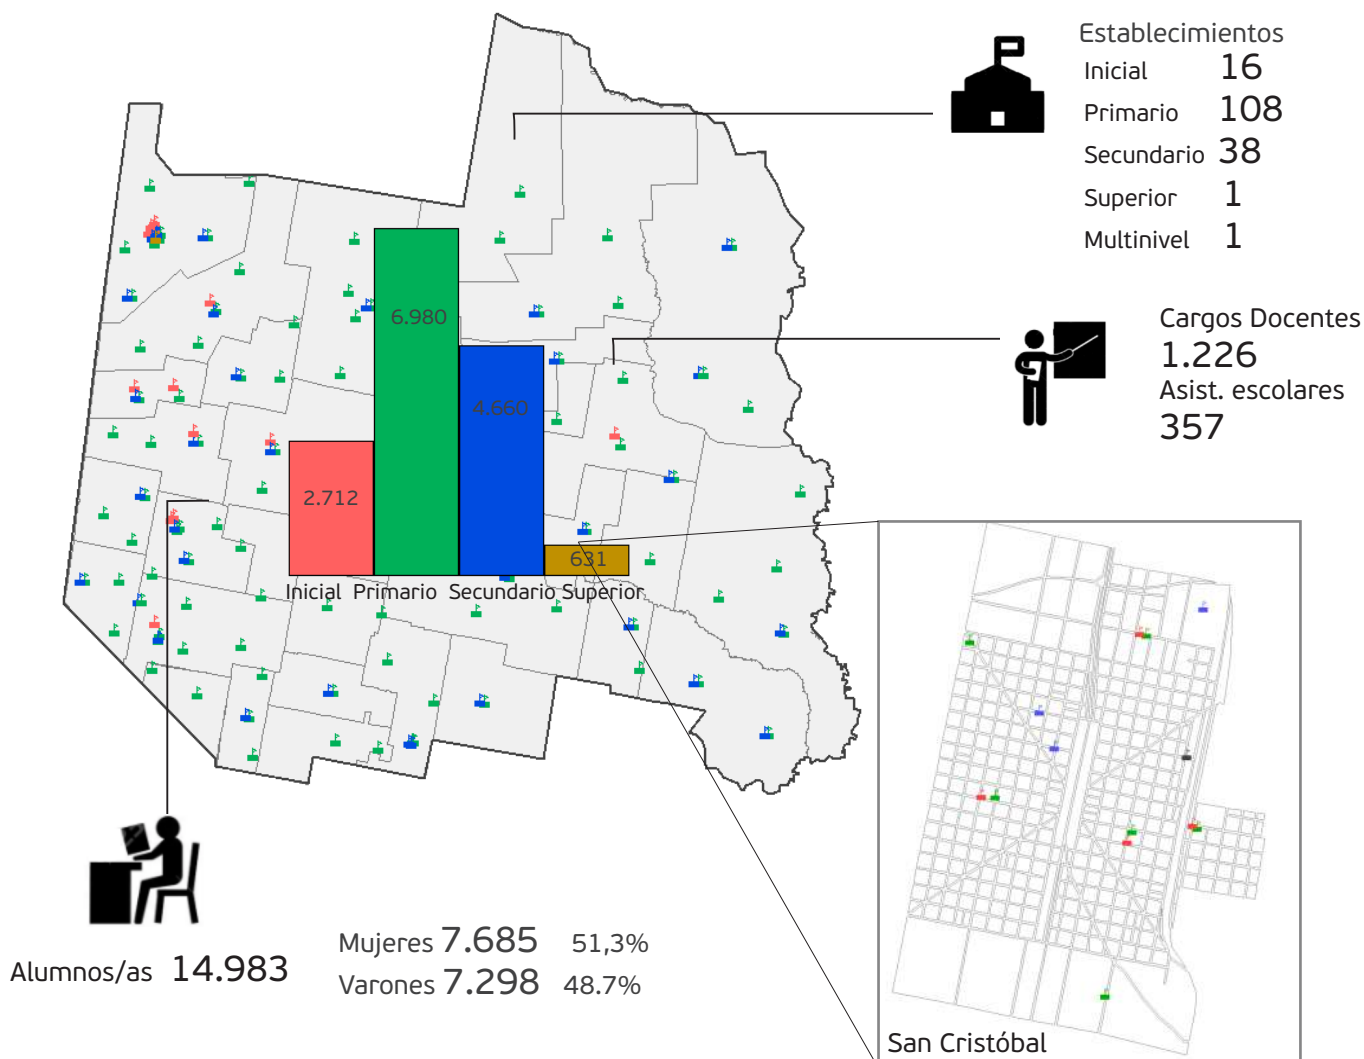 Establecimientos
Inicial 16
Primario 108
Secundario 38
Superior 1
Multinivel 1
Cargos Docentes
1.226
Asist. escolares
357
6.980
4.660
2.712
631
Inicial Primario Secundario Superior
Alumnos/as 14.983
Mujeres 7.685 51,3%
Varones 7.298 48.7%
San Cristóbal